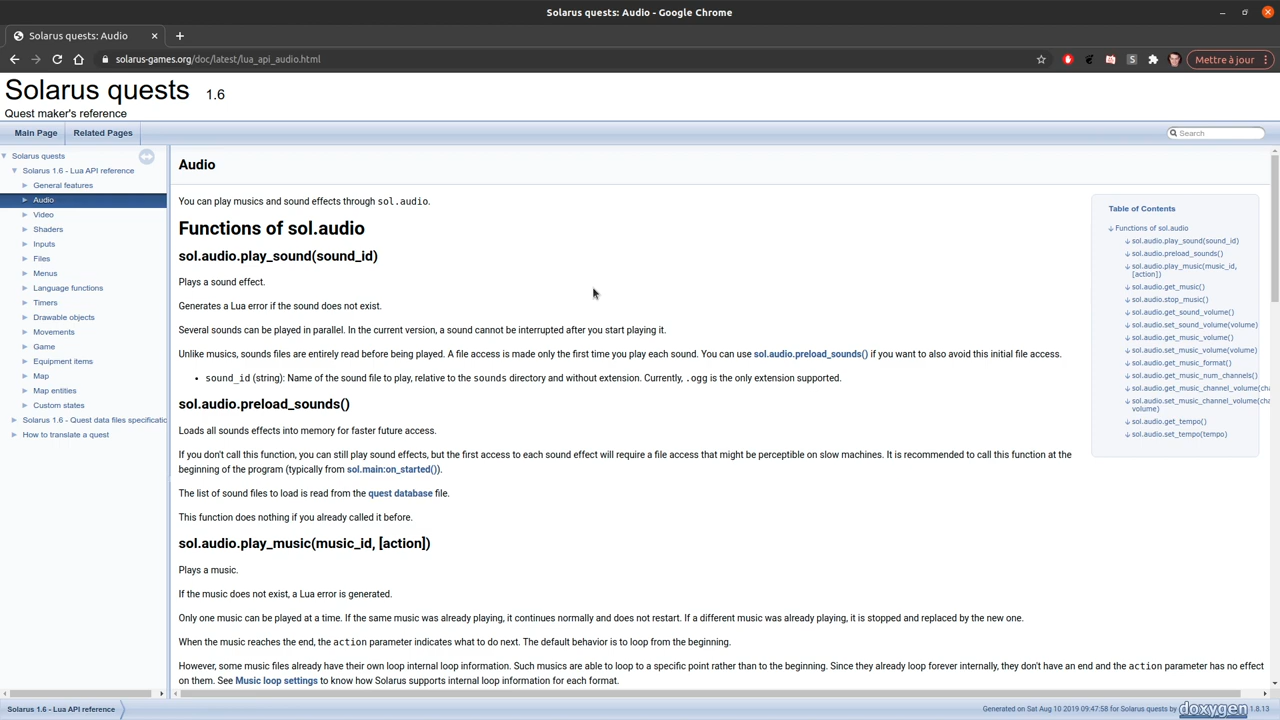 Solarus quests: Audio - Google Chrome
Solarus quests: Audio
solarus-games.org/doc/latest/lua_api_audio.html
S
Mettre à jour
Solarus quests 1.6
Quest maker's reference
Main Page
Related Pages
Search
Solarus quests
Solarus 1.6 - Lua API reference
General features
Audio
Video
Shaders
Inputs
Files
Menus
Language functions
Timers
Drawable objects
Movements
Game
Equipment items
Map
Map entities
Custom states
Solarus 1.6 - Quest data files specificatio
How to translate a quest
Audio
You can play musics and sound effects through sol.audio.
Functions of sol.audio
sol.audio.play_sound(sound_id)
Plays a sound effect.
Generates a Lua error if the sound does not exist.
Several sounds can be played in parallel. In the current version, a sound cannot be interrupted after you start playing it.
Unlike musics, sounds files are entirely read before being played. A file access is made only the first time you play each sound. You can use sol.audio.preload_sounds() if you want to also avoid this initial file access.
• sound_id (string): Name of the sound file to play, relative to the sounds directory and without extension. Currently, .ogg is the only extension supported.
sol.audio.preload_sounds()
Loads all sounds effects into memory for faster future access.
If you don't call this function, you can still play sound effects, but the first access to each sound effect will require a file access that might be perceptible on slow machines. It is recommended to call this function at the
beginning of the program (typically from sol.main:on_started()).
The list of sound files to load is read from the quest database file.
This function does nothing if you already called it before.
sol.audio.play_music(music_id, [action])
Plays a music.
If the music does not exist, a Lua error is generated.
Only one music can be played at a time. If the same music was already playing, it continues normally and does not restart. If a different music was already playing, it is stopped and replaced by the new one.
When the music reaches the end, the action parameter indicates what to do next. The default behavior is to loop from the beginning.
However, some music files already have their own loop internal loop information. Such musics are able to loop to a specific point rather than to the beginning. Since they already loop forever internally, they don't have an end and the action parameter has no effect
on them. See Music loop settings to know how Solarus supports internal loop information for each format.
Table of Contents
↓ Functions of sol.audio
↓ sol.audio.play_sound(sound_id)
↓ sol.audio.preload_sounds()
↓ sol.audio.play_music(music_id,
[action])
↓ sol.audio.get_music()
↓ sol.audio.stop_music()
↓ sol.audio.get_sound_volume()
↓ sol.audio.set_sound_volume(volume)
↓ sol.audio.get_music_volume()
↓ sol.audio.set_music_volume(volume)
↓ sol.audio.get_music_format()
↓ sol.audio.get_music_num_channels()
↓ sol.audio.get_music_channel_volume(cha
↓ sol.audio.set_music_channel_volume(cha
volume)
↓ sol.audio.get_tempo()
↓ sol.audio.set_tempo(tempo)
Solarus 1.6 - Lua API reference
Generated on Sat Aug 10 2019 09:47:58 for Solarus quests by doxygen 1.8.13